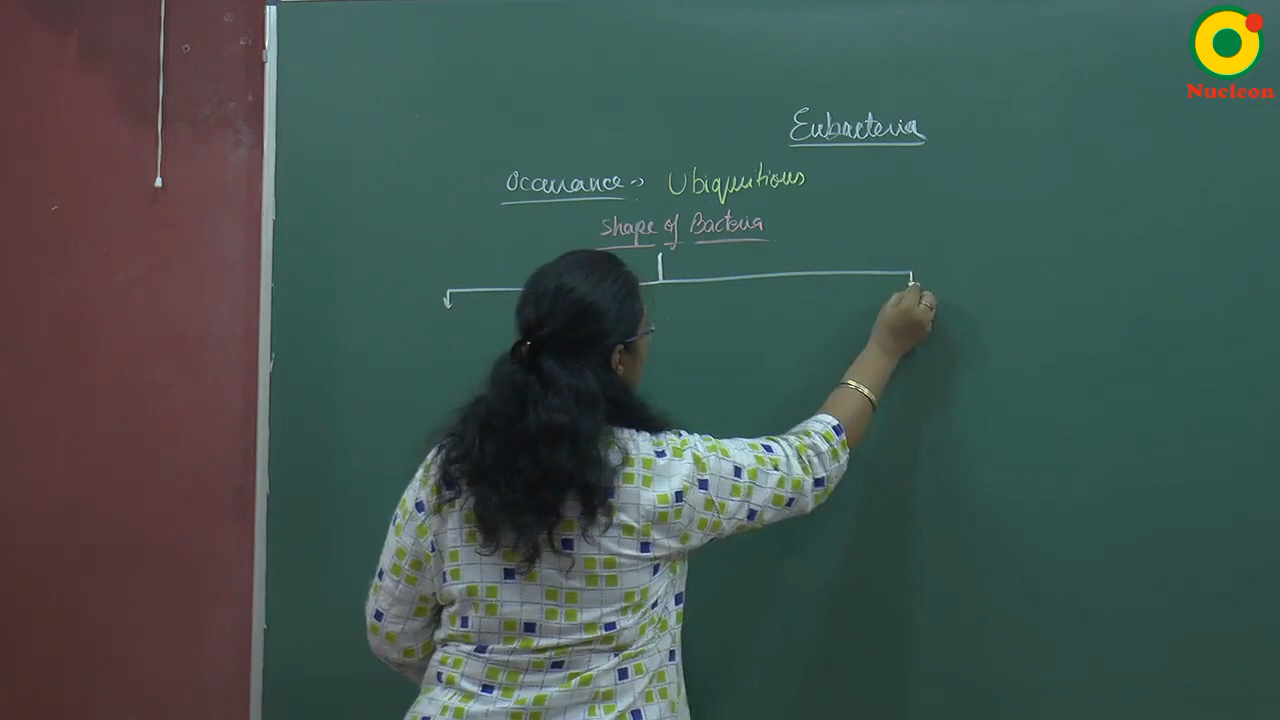 Nucleon
Eubacteria
Occurance :→ Ubiquitious
Shape of Bacteria